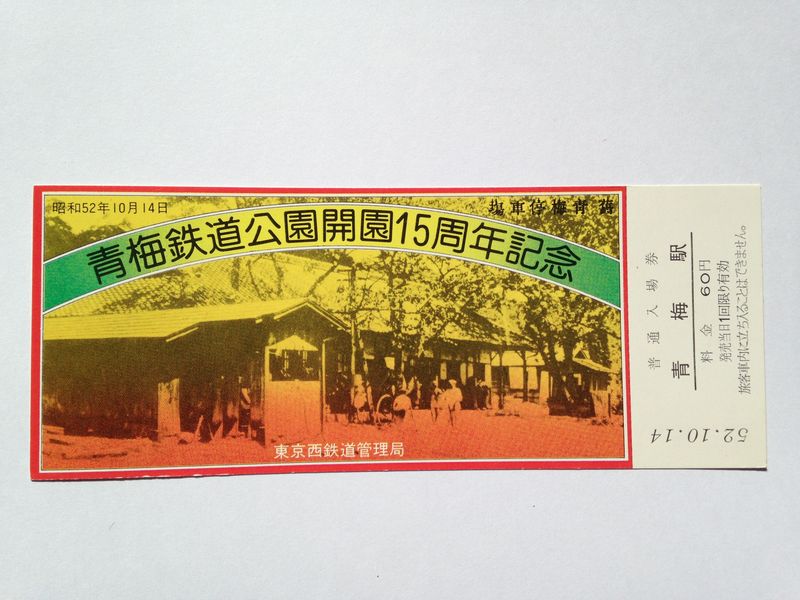 昭和52年10月14日
場車停梅青舊
青梅鉄道公園開園15周年記念
東京西鉄道管理局
普通入場券
青梅駅
料金 60円
発売当日1回限り有効
旅客車内に立ち入ることはできません。
52.10.14